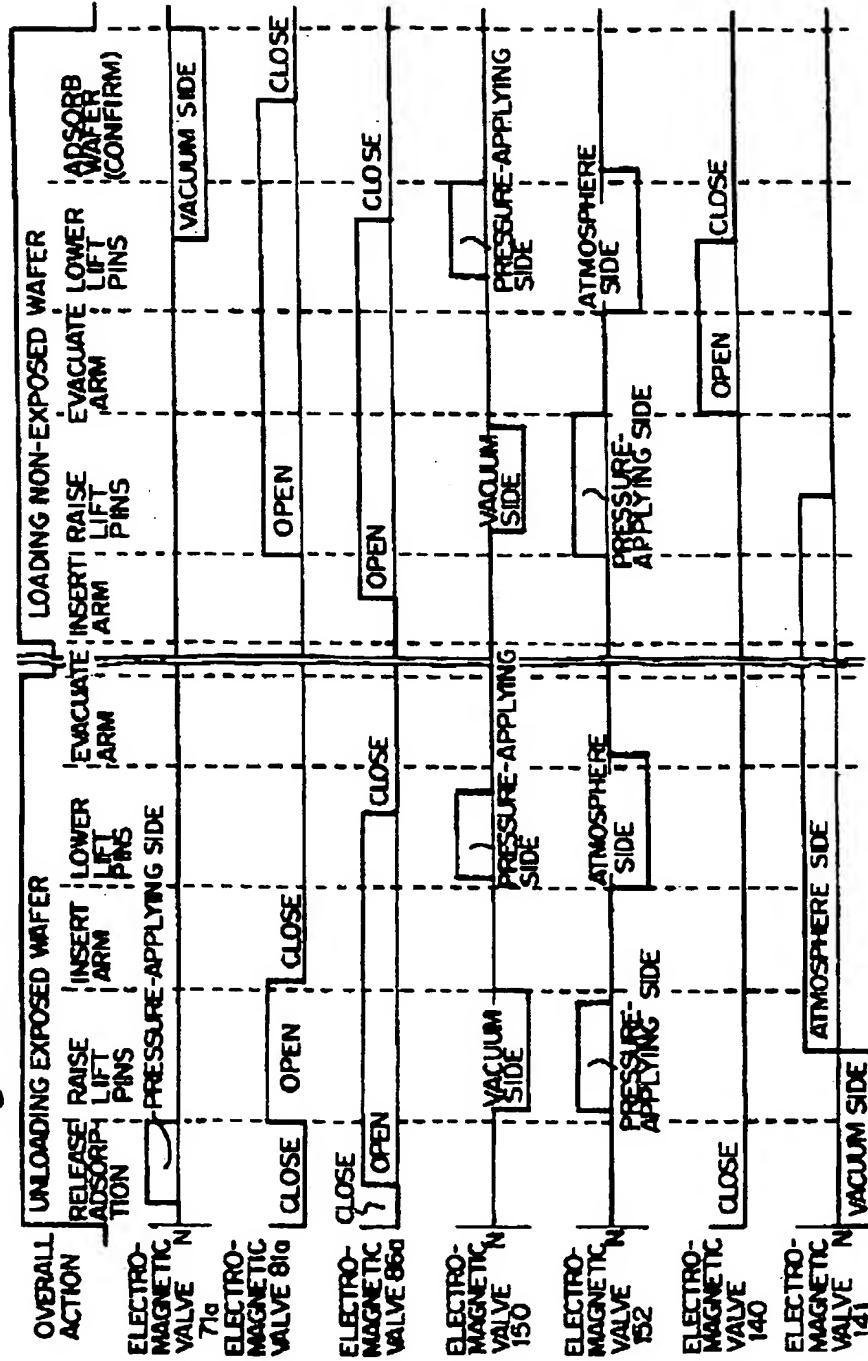 OVERALL
ACTION
UNLOADING EXPOSED WAFER
LOADING NON-EXPOSED WAFER
RELEASE
ADSORP-
TION
RAISE
LIFT
PINS
INSERT
ARM
LOWER
LIFT
PINS
EVACUATE
ARM
INSERT
ARM
RAISE
LIFT
PINS
EVACUATE
ARM
LOWER
LIFT
PINS
ADSORB
WAFER
(CONFIRM)
ELECTRO-
MAGNETIC
VALVE N
71a
PRESSURE-APPLYING SIDE
VACUUM SIDE
ELECTRO-
MAGNETIC
VALVE 81a
CLOSE
OPEN
CLOSE
OPEN
CLOSE
ELECTRO-
MAGNETIC
VALVE 86a
CLOSE
OPEN
CLOSE
OPEN
CLOSE
ELECTRO-
MAGNETIC
VALVE N
150
VACUUM
SIDE
PRESSURE-APPLYING
SIDE
VACUUM
SIDE
PRESSURE-APPLYING
SIDE
ELECTRO-
MAGNETIC
VALVE N
152
PRESSURE-
APPLYING SIDE
ATMOSPHERE
SIDE
PRESSURE-
APPLYING SIDE
ATMOSPHERE
SIDE
ELECTRO-
MAGNETIC
VALVE
140
CLOSE
OPEN
CLOSE
ELECTRO-
MAGNETIC
VALVE N
141
VACUUM SIDE
ATMOSPHERE SIDE